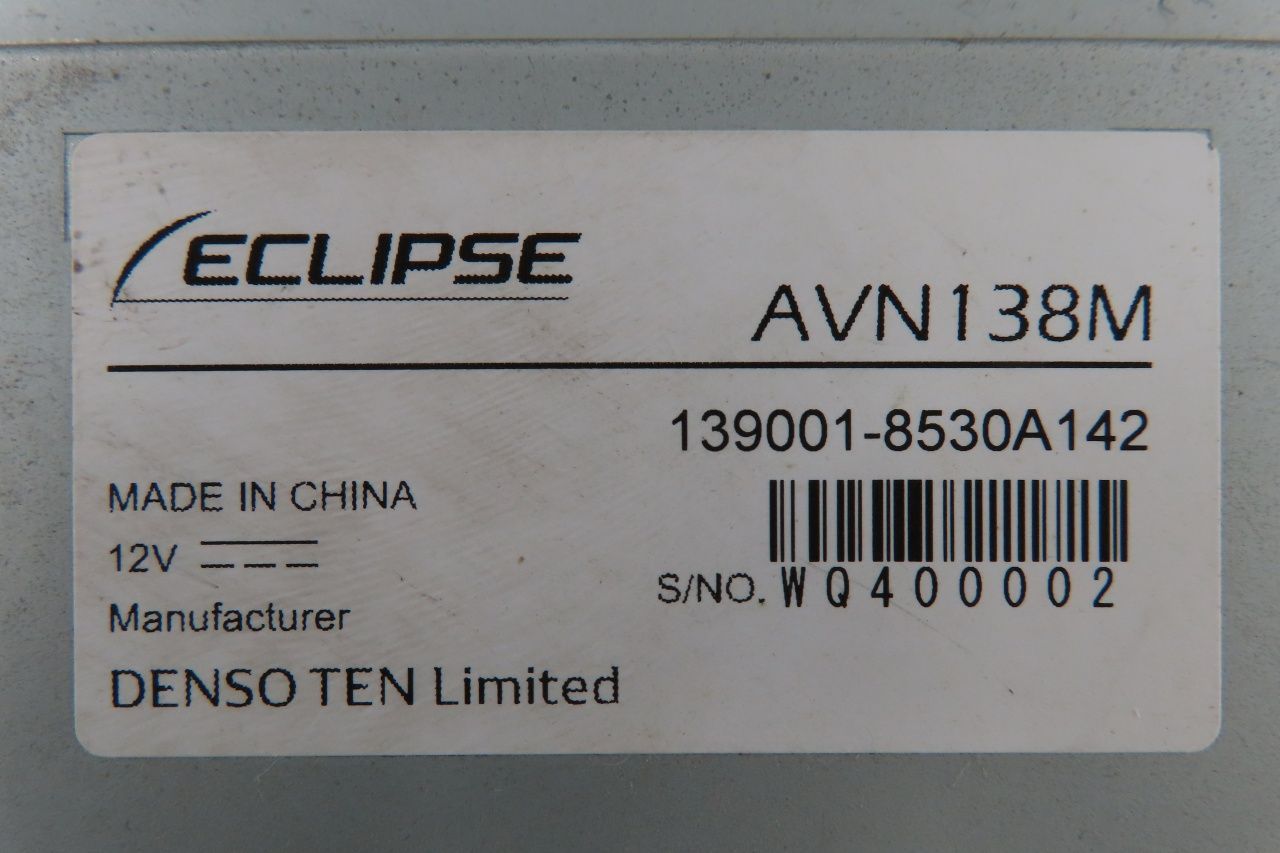 ECLIPSE
AVN138M
139001-8530A142
MADE IN CHINA
12V
S/NO. WQ400002
Manufacturer
DENSO TEN Limited